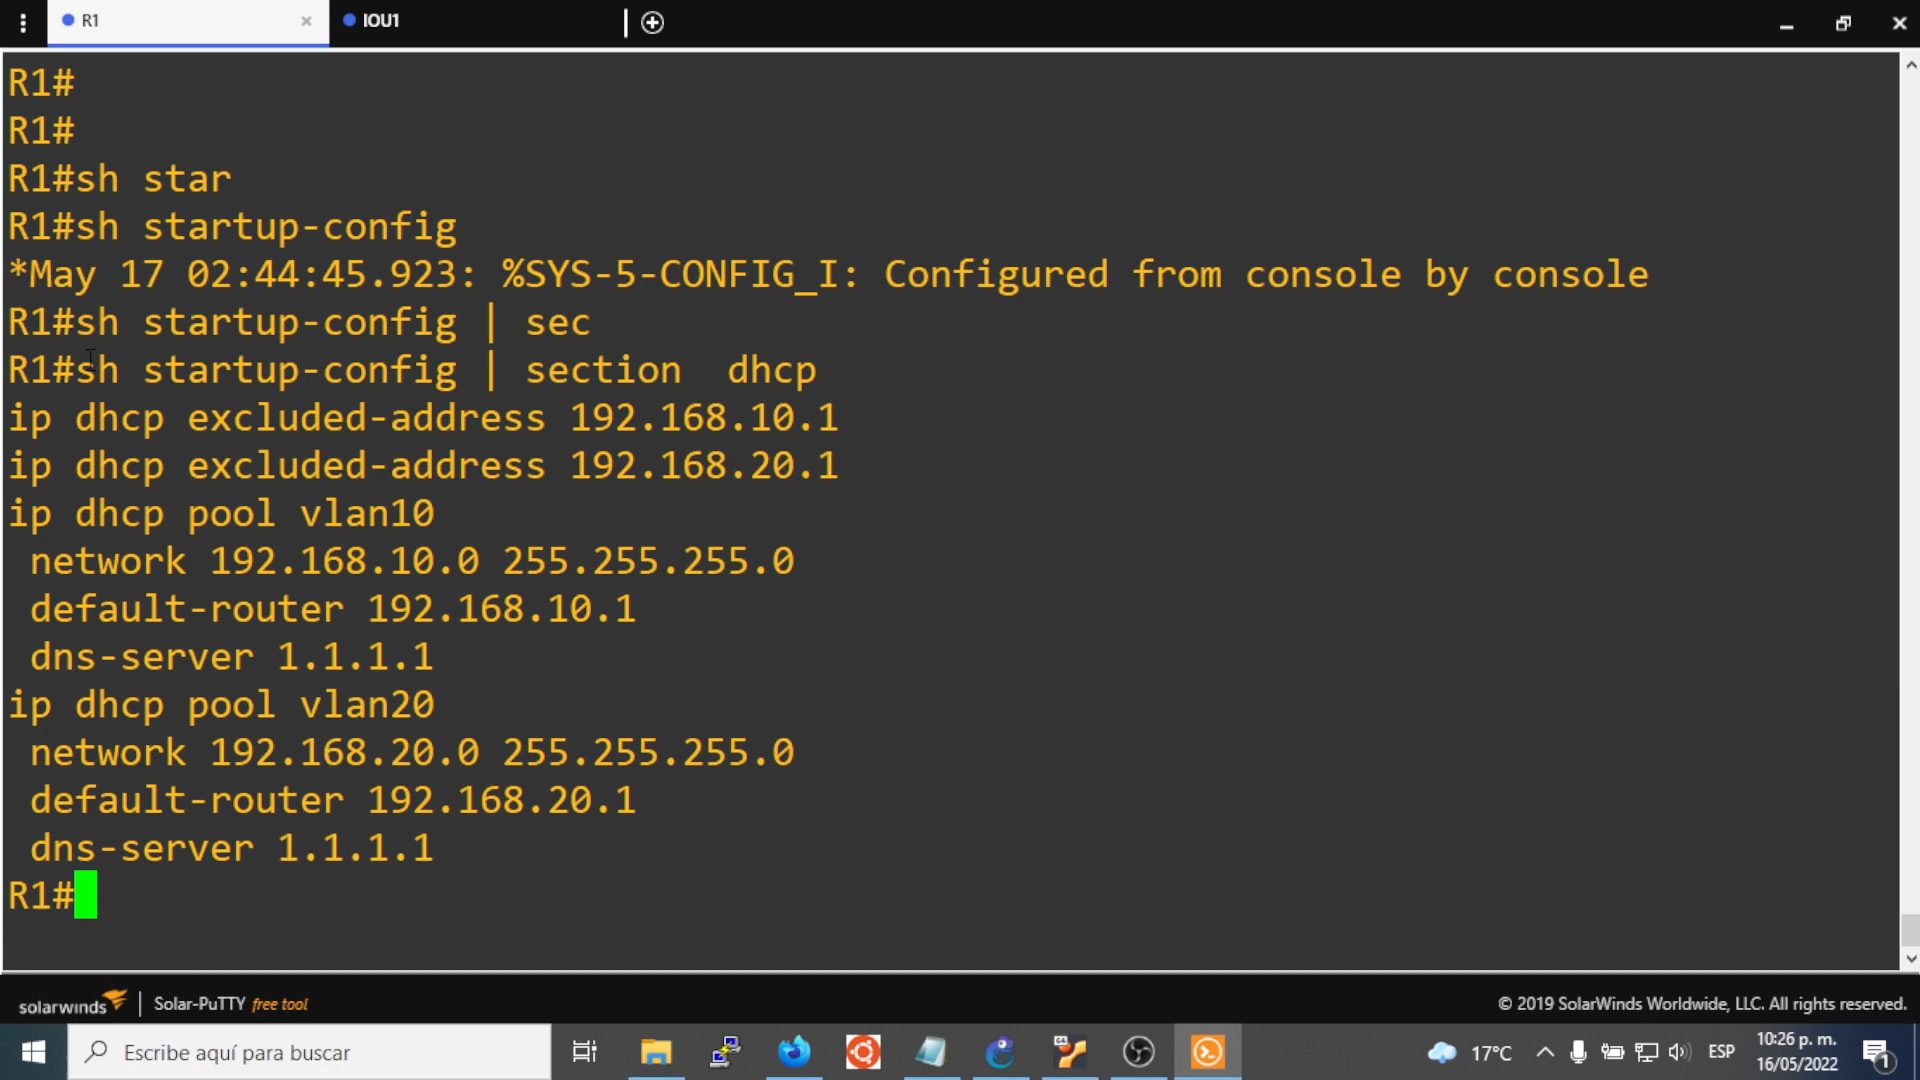 R1
IOU1
R1#
R1#
R1#sh star
R1#sh startup-config
*May 17 02:44:45.923: %SYS-5-CONFIG_I: Configured from console by console
R1#sh startup-config | sec
R1#sh startup-config | section  dhcp
ip dhcp excluded-address 192.168.10.1
ip dhcp excluded-address 192.168.20.1
ip dhcp pool vlan10
 network 192.168.10.0 255.255.255.0
 default-router 192.168.10.1
 dns-server 1.1.1.1
ip dhcp pool vlan20
 network 192.168.20.0 255.255.255.0
 default-router 192.168.20.1
 dns-server 1.1.1.1
R1#
solarwinds | Solar-PuTTY free tool
© 2019 SolarWinds Worldwide, LLC. All rights reserved.
Escribe aquí para buscar
64
17°C
ESP
10:26 p. m.
16/05/2022
1